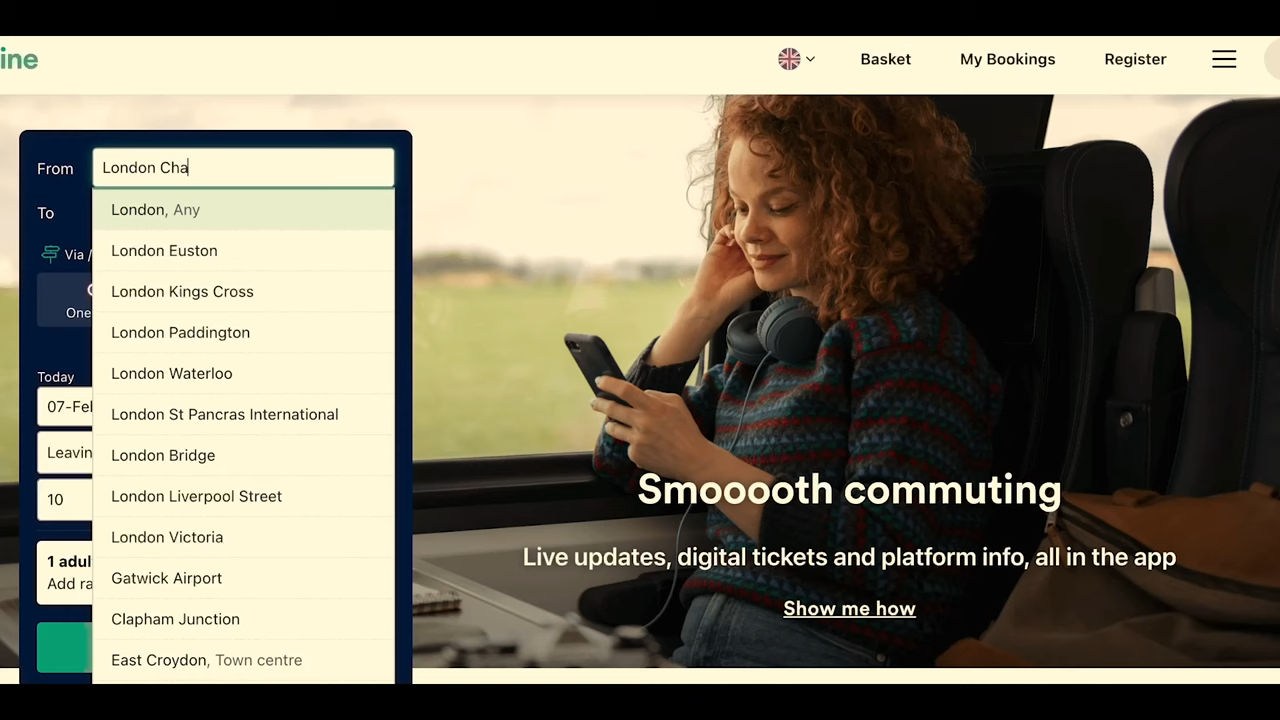 ine
Basket
My Bookings
Register
From
London Cha
To
London, Any
Via /
London Euston
London Kings Cross
One
London Paddington
Today
London Waterloo
07-Feb
London St Pancras International
Leavin
London Bridge
10
London Liverpool Street
London Victoria
1 adul
Gatwick Airport
Add ra
Clapham Junction
East Croydon, Town centre
Smooooth commuting
Live updates, digital tickets and platform info, all in the app
Show me how